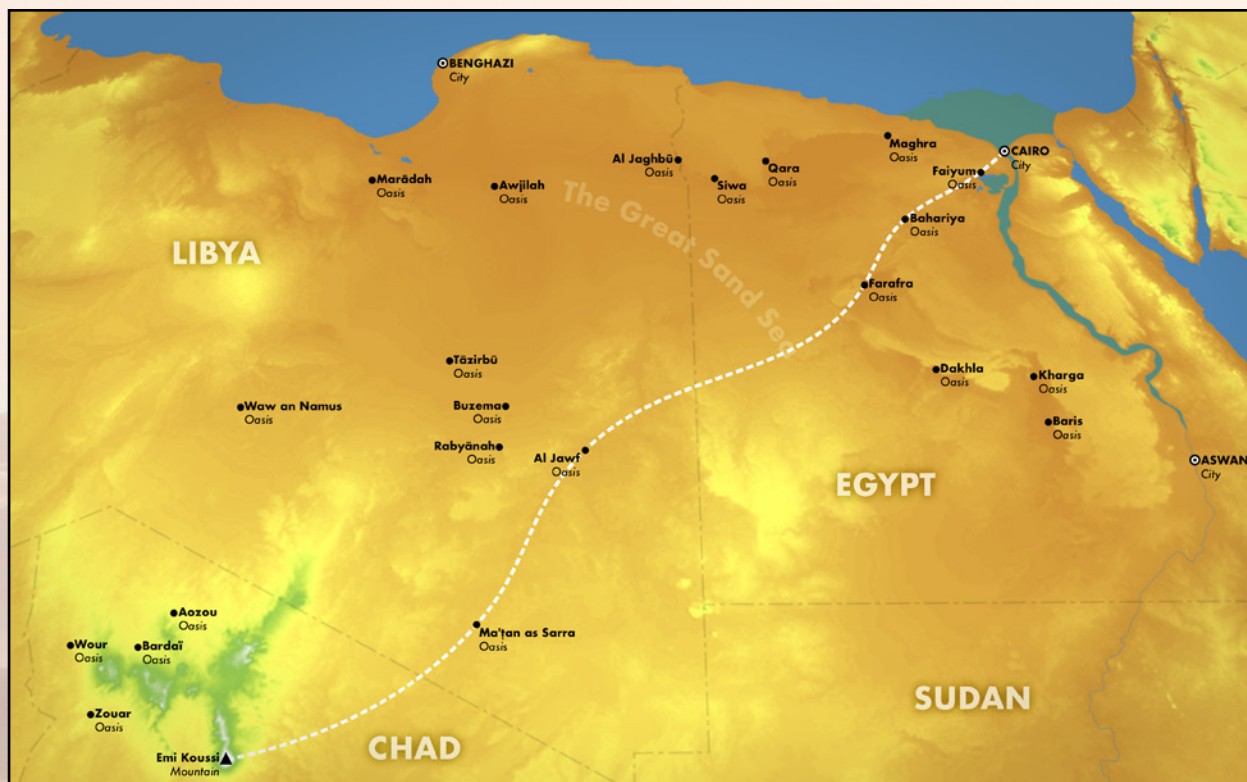 BENGHAZI
City
Maghra
Oasis
CAIRO
City
Al Jaghbū
Oasis
Qara
Oasis
Faiyum
Oasis
Marādah
Oasis
Awjilah
Oasis
Siwa
Oasis
The Great Sand Sea
Bahariya
Oasis
LIBYA
Farafra
Oasis
Tāzirbū
Oasis
Dakhla
Oasis
Kharga
Oasis
Waw an Namus
Oasis
Buzema
Oasis
Baris
Oasis
Rabyānah
Oasis
Al Jawf
Oasis
ASWAN
City
EGYPT
Aozou
Oasis
Ma'ṭan as Sarra
Oasis
Wour
Oasis
Bardaï
Oasis
SUDAN
Zouar
Oasis
CHAD
Emi Koussi
Mountain